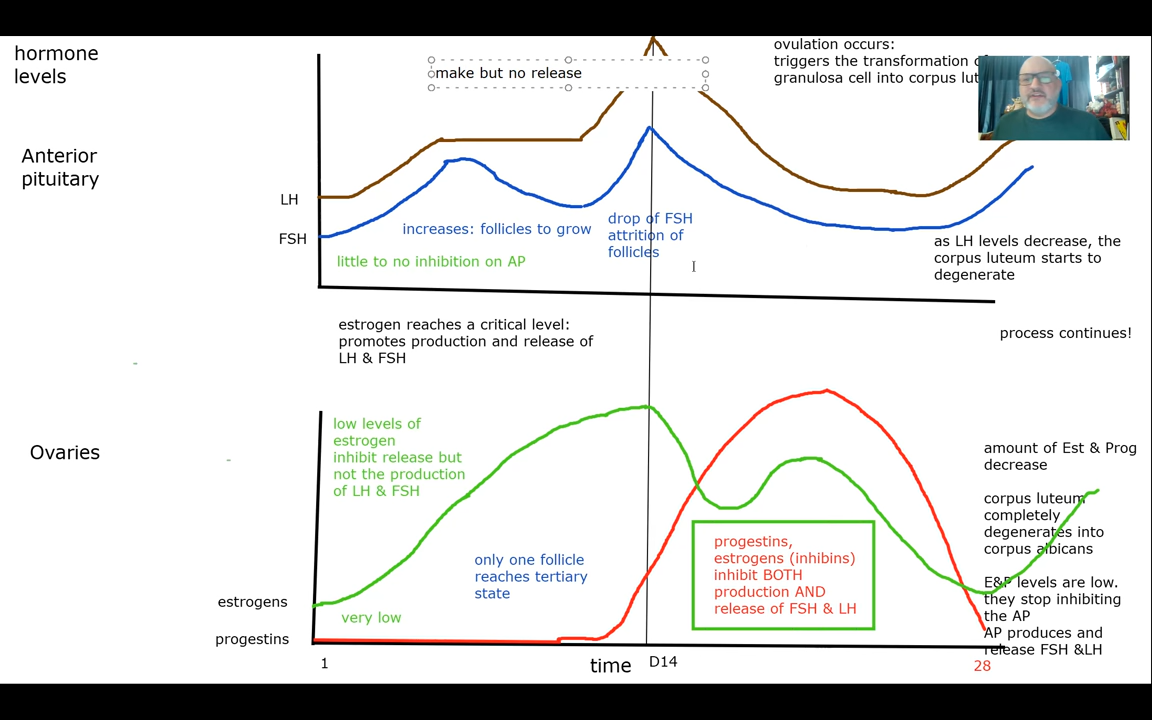 hormone
levels
ovulation occurs:
triggers the transformation
granulosa cell into corpus
make but no release
Anterior
pituitary
LH
FSH
increases: follicles to grow
drop of FSH
attrition of
follicles
little to no inhibition on AP
as LH levels decrease, the
corpus luteum starts to
degenerate
estrogen reaches a critical level:
promotes production and release of
LH & FSH
process continues!
Ovaries
low levels of
estrogen
inhibit release but
not the production
of LH & FSH
only one follicle
reaches tertiary
state
very low
estrogens
progestins
progestins,
estrogens (inhibins)
inhibit BOTH
production AND
release of FSH & LH
amount of Est & Prog
decrease
corpus luteum
completely
degenerates into
corpus albicans
E&P levels are low.
they stop inhibiting
the AP
AP produces and
release FSH &LH
1
time
D14
28